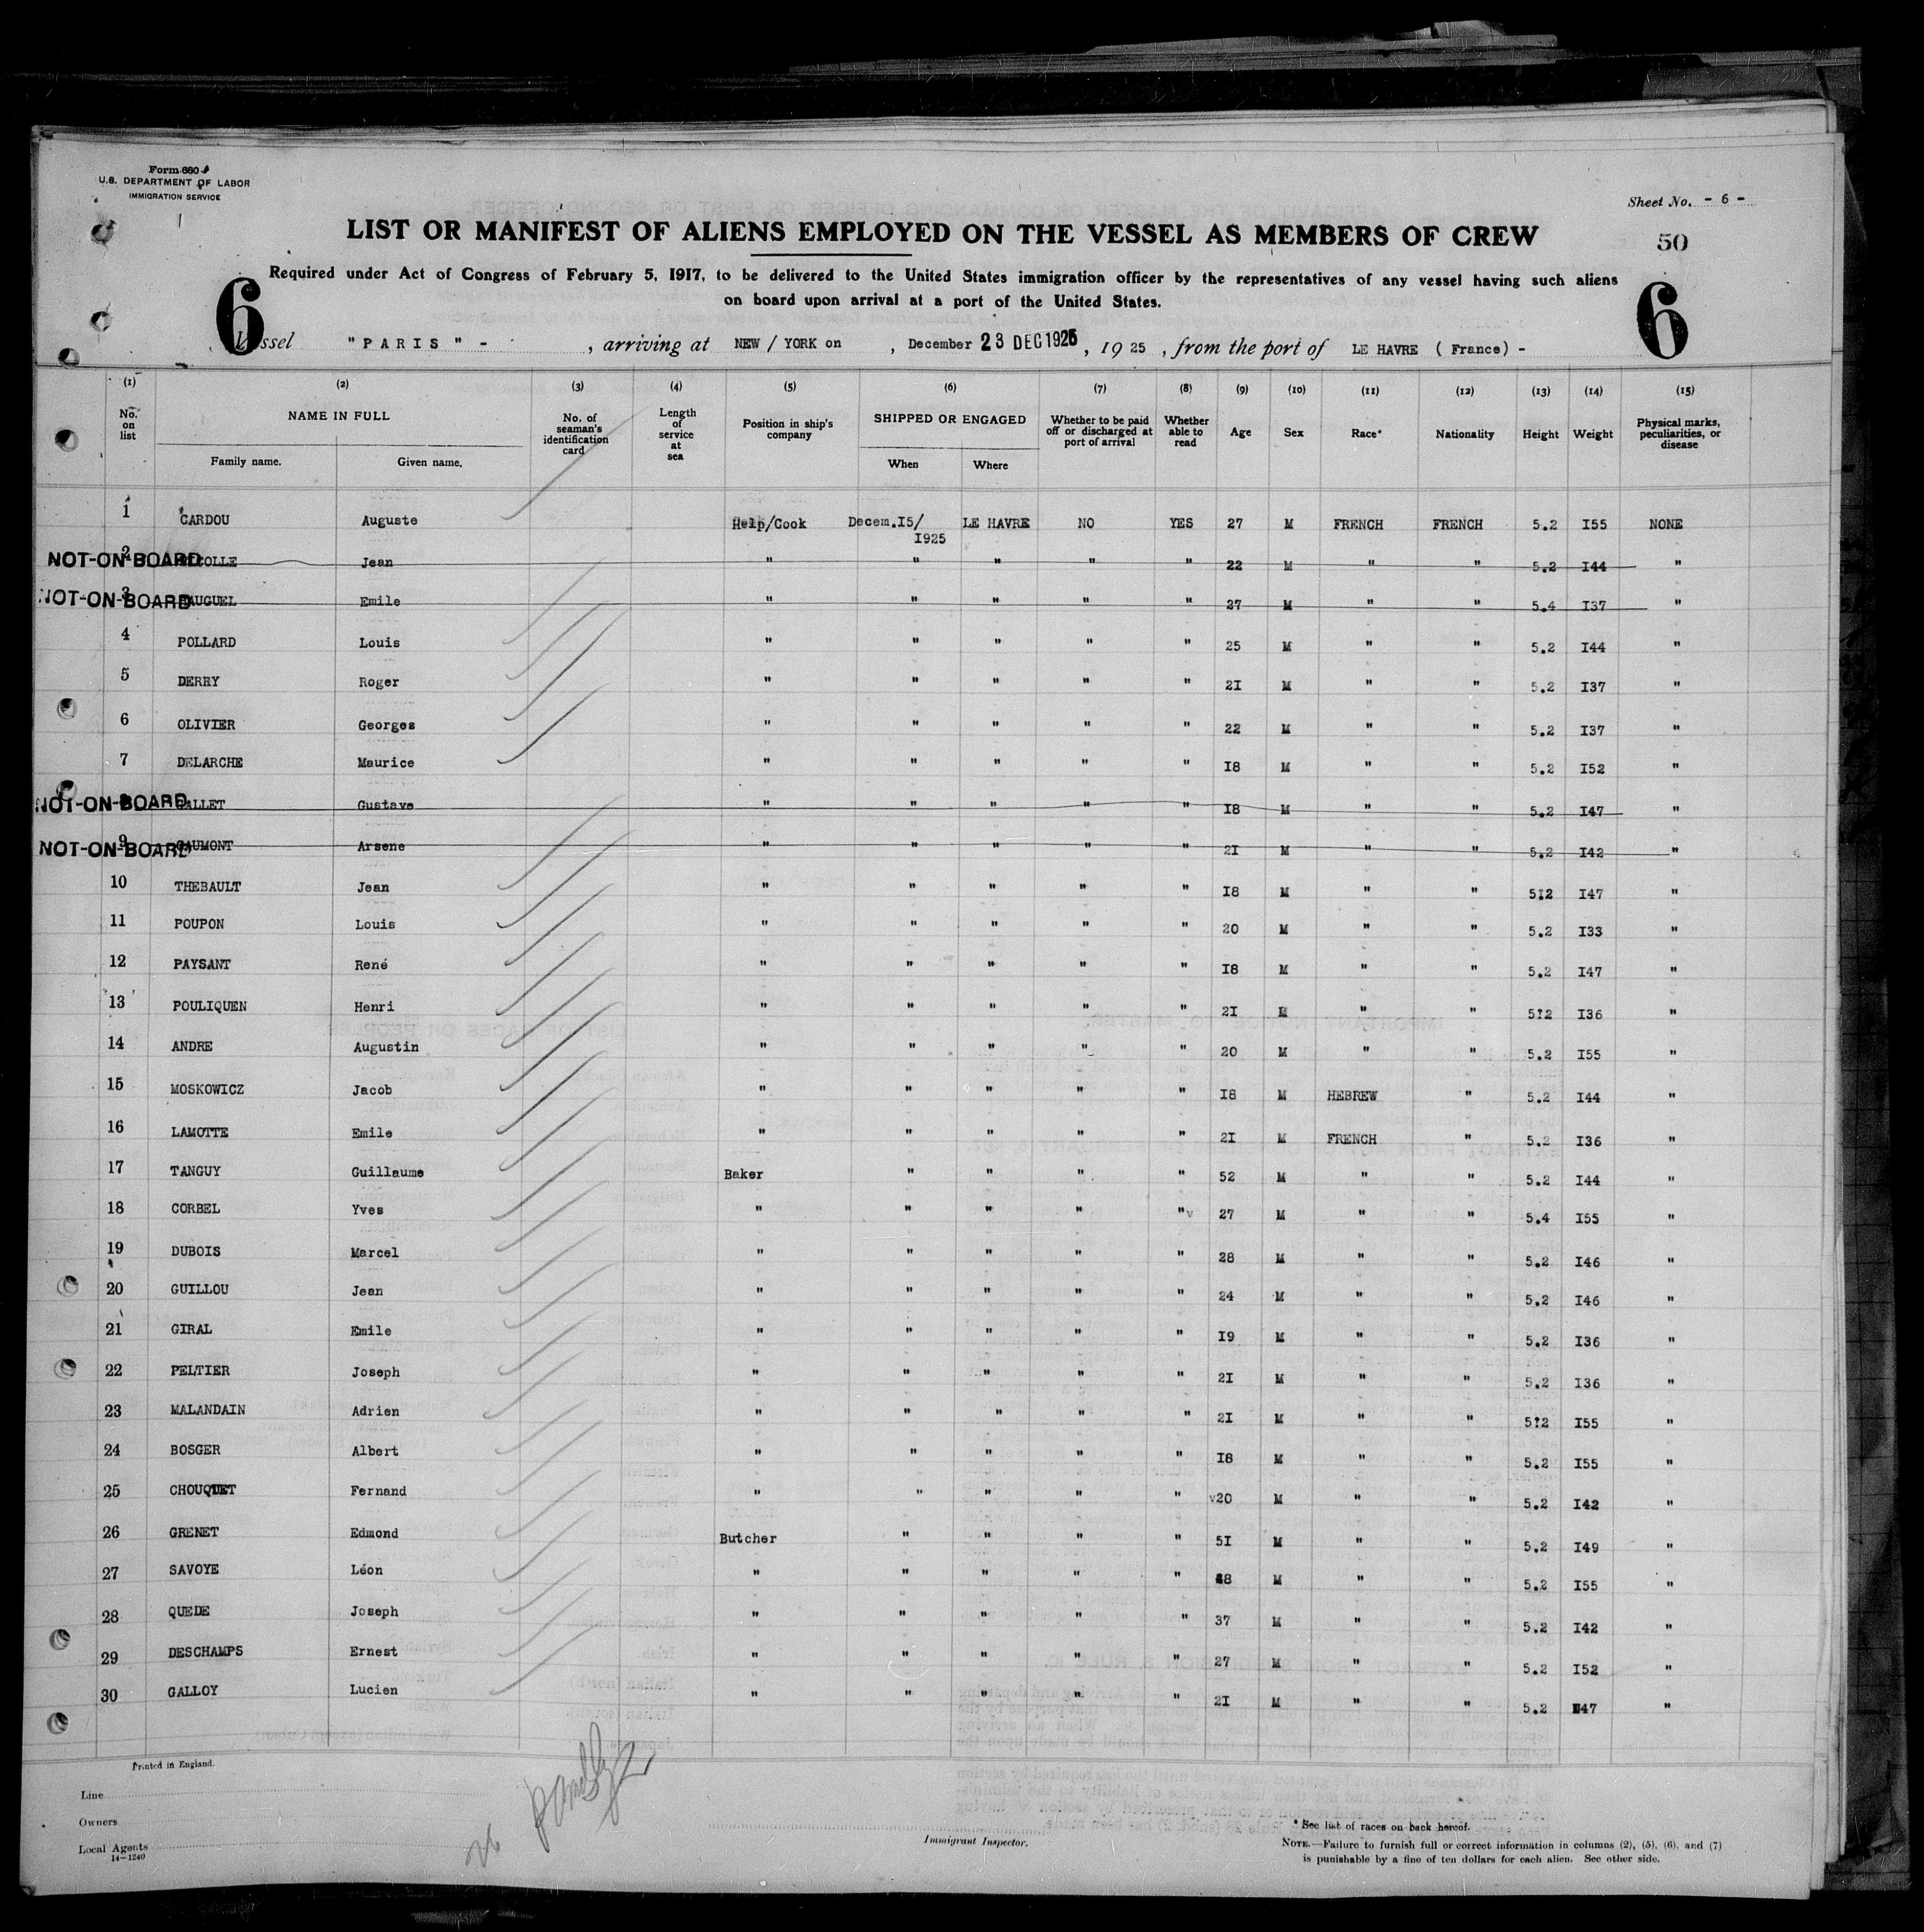 Form 680
U.S. DEPARTMENT OF LABOR
IMMIGRATION SERVICE
Sheet No. - 6 -
LIST OR MANIFEST OF ALIENS EMPLOYED ON THE VESSEL AS MEMBERS OF CREW
50
Required under Act of Congress of February 5, 1917, to be delivered to the United States immigration officer by the representatives of any vessel having such aliens
on board upon arrival at a port of the United States.
6 6
Vessel "PARIS" - , arriving at NEW / YORK on , December 23 DEC 1925 , 1925 , from the port of LE HAVRE (France) -
(1) (2) (3) (4) (5) (6) (7) (8) (9) (10) (11) (12) (13) (14) (15)
No. on list NAME IN FULL Family name. Given name. No. of seaman's identification card Length of service at sea Position in ship's company SHIPPED OR ENGAGED When Where Whether to be paid off or discharged at port of arrival Whether able to read Age Sex Race* Nationality Height Weight Physical marks, peculiarities, or disease
1 CARDOU Auguste Help/Cook Decem.I5/ I925 LE HAVRE NO YES 27 M FRENCH FRENCH 5.2 I55 NONE
NOT-ON-BOARD 2 Jean " " " " " 22 M " " 5.2 I44 "
NOT-ON-BOARD 3 Emile " " " " " 27 M " " 5.4 I37 "
4 POLLARD Louis " " " " " 25 M " " 5.2 I44 "
5 DERRY Roger " " " " " 2I M " " 5.2 I37 "
6 OLIVIER Georges " " " " " 22 M " " 5.2 I37 "
7 DELARCHE Maurice " " " " " I8 M " " 5.2 I52 "
NOT-ON-BOARD Gustave " " " " " I8 M " " 5.2 I47 "
NOT-ON-BOARD 9 GAUMONT Arsene " " " " " 2I M " " 5.2 I42 "
10 THEBAULT Jean " " " " " I8 M " " 5:2 I47 "
11 POUPON Louis " " " " " 20 M " " 5.2 I33 "
12 PAYSANT René " " " " " I8 M " " 5.2 I47 "
13 POULIQUEN Henri " " " " " 2I M " " 5?2 I36 "
14 ANDRE Augustin " " " " " 20 M " " 5.2 I55 "
15 MOSKOWICZ Jacob " " " " " I8 M HEBREW " 5.2 I44 "
16 LAMOTTE Emile " " " " " 2I M FRENCH " 5.2 I36 "
17 TANGUY Guillaume Baker " " " " 52 M " " 5.2 I44 "
18 CORBEL Yves " " " " "v 27 M " " 5.4 I55 "
19 DUBOIS Marcel " " " " " 28 M " " 5.2 I46 "
20 GUILLOU Jean " " " " " 24 M " " 5.2 I46 "
21 GIRAL Emile " " " " " I9 M " " 5.2 I36 "
22 PELTIER Joseph " " " " " 2I M " " 5.2 I36 "
23 MALANDAIN Adrien " " " " " 2I M " " 5?2 I55 "
24 BOSGER Albert " " " " " I8 M " " 5.2 I55 "
25 CHOUQUET Fernand " " " " " v20 M " " 5.2 I42 "
26 GRENET Edmond Butcher " " " " 5I M " " 5.2 I49 "
27 SAVOYE Léon " " " " " 48 M " " 5.2 I55 "
28 QUEDE Joseph " " " " " 37 M " " 5.2 I42 "
29 DESCHAMPS Ernest " " " " " 27 M " " 5.2 I52 "
30 GALLOY Lucien " " " " " 2I M " " 5.2 I47 "
Printed in England.
Line
Owners
Local Agents
14-1240
26
Immigrant Inspector.
* See list of races on back hereof.
NOTE.—Failure to furnish full or correct information in columns (2), (5), (6), and (7)
is punishable by a fine of ten dollars for each alien. See other side.